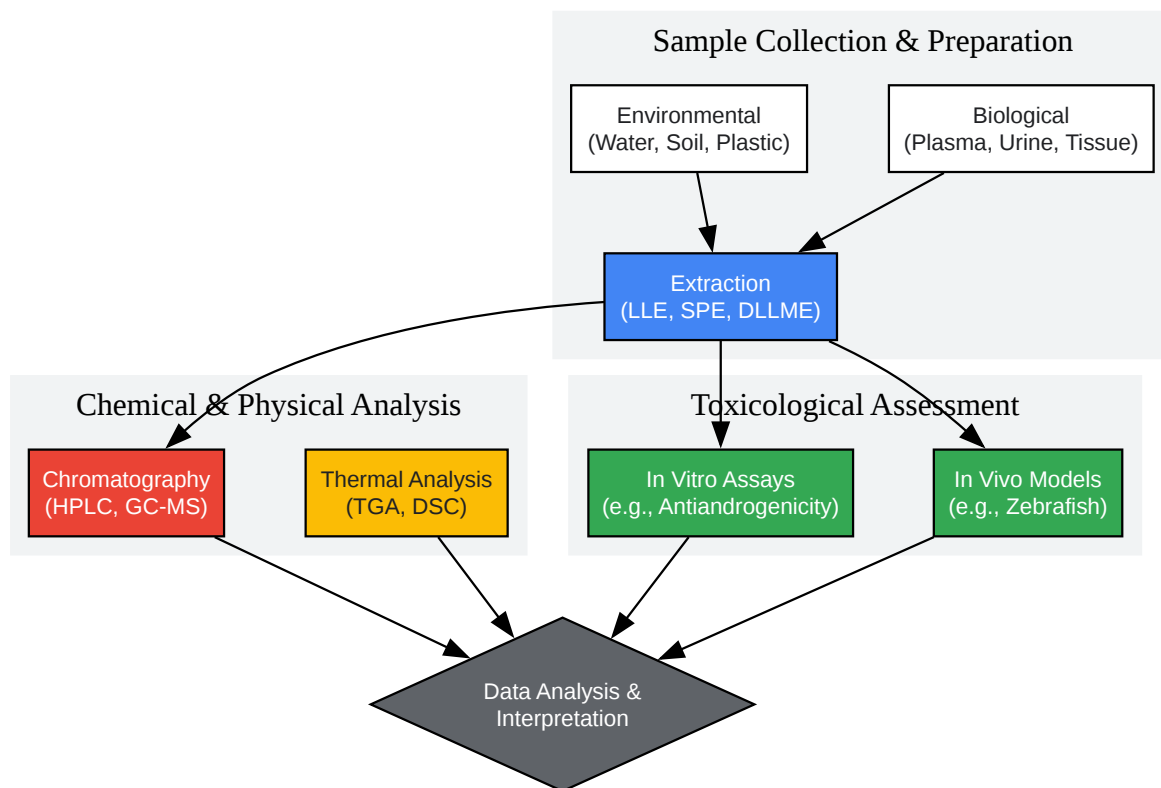 Sample Collection & Preparation
Environmental
(Water, Soil, Plastic)
Biological
(Plasma, Urine, Tissue)
Extraction
(LLE, SPE, DLLME)
Chemical & Physical Analysis
Toxicological Assessment
Chromatography
(HPLC, GC-MS)
Thermal Analysis
(TGA, DSC)
In Vitro Assays
(e.g., Antiandrogenicity)
In Vivo Models
(e.g., Zebrafish)
Data Analysis &
Interpretation